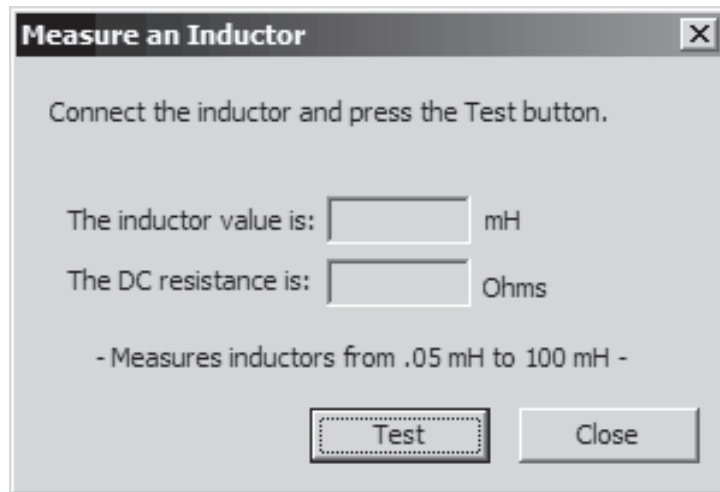 Measure an Inductor
Connect the inductor and press the Test button.
The inductor value is: mH
The DC resistance is: Ohms
- Measures inductors from .05 mH to 100 mH -
Test Close